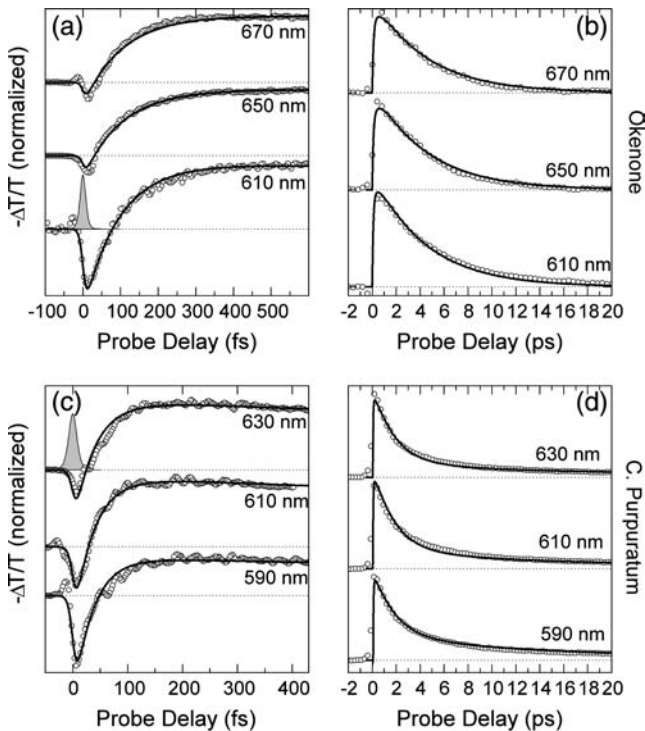 (a)
670 nm
650 nm
610 nm
-ΔT/T (normalized)
-100 0 100 200 300 400 500
Probe Delay (fs)
(b)
670 nm
650 nm
610 nm
-2 0 2 4 6 8 10 12 14 16 18 20
Probe Delay (ps)
Okenone
(c)
630 nm
610 nm
590 nm
-ΔT/T (normalized)
0 100 200 300 400
Probe Delay (fs)
(d)
630 nm
610 nm
590 nm
-2 0 2 4 6 8 10 12 14 16 18 20
Probe Delay (ps)
C. Purpuratum